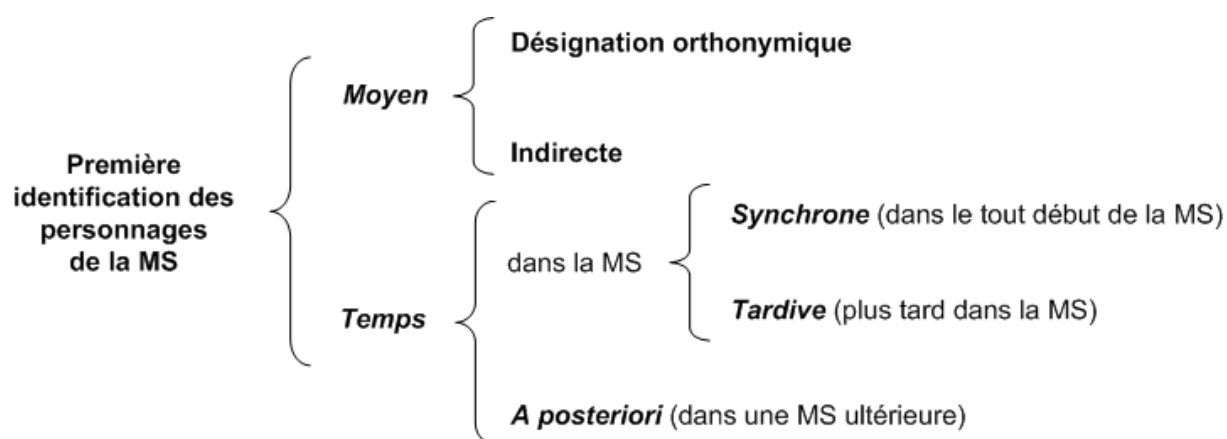 Première
identification des
personnages
de la MS
Moyen
Désignation orthonymique
Indirecte
Temps
dans la MS
Synchrone (dans le tout début de la MS)
Tardive (plus tard dans la MS)
A posteriori (dans une MS ultérieure)